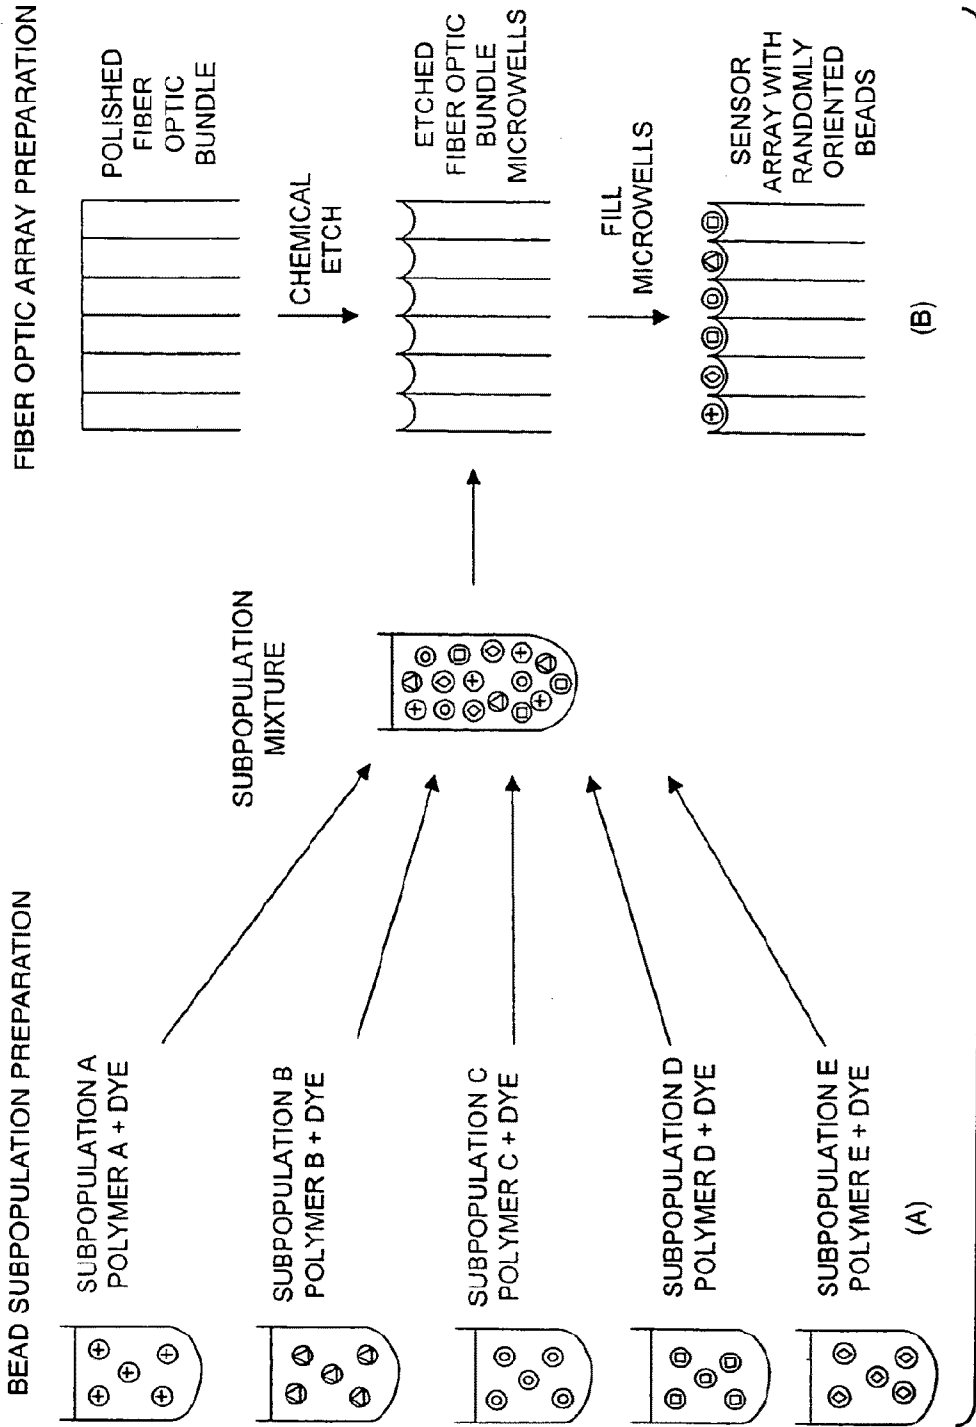 BEAD SUBPOPULATION PREPARATION
SUBPOPULATION A
POLYMER A + DYE
SUBPOPULATION B
POLYMER B + DYE
SUBPOPULATION C
POLYMER C + DYE
SUBPOPULATION D
POLYMER D + DYE
SUBPOPULATION E
POLYMER E + DYE
(A)
SUBPOPULATION
MIXTURE
FIBER OPTIC ARRAY PREPARATION
POLISHED
FIBER
OPTIC
BUNDLE
CHEMICAL
ETCH
ETCHED
FIBER OPTIC
BUNDLE
MICROWELLS
FILL
MICROWELLS
SENSOR
ARRAY WITH
RANDOMLY
ORIENTED
BEADS
(B)